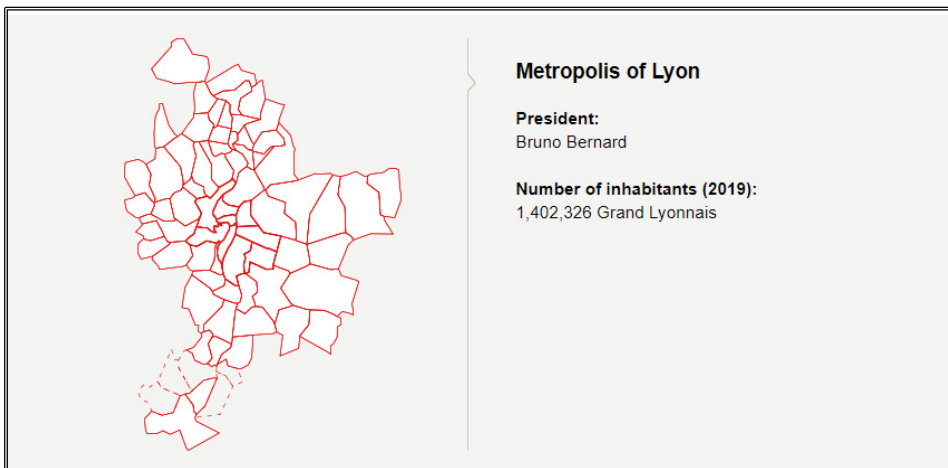 Metropolis of Lyon
President:
Bruno Bernard
Number of inhabitants (2019):
1,402,326 Grand Lyonnais